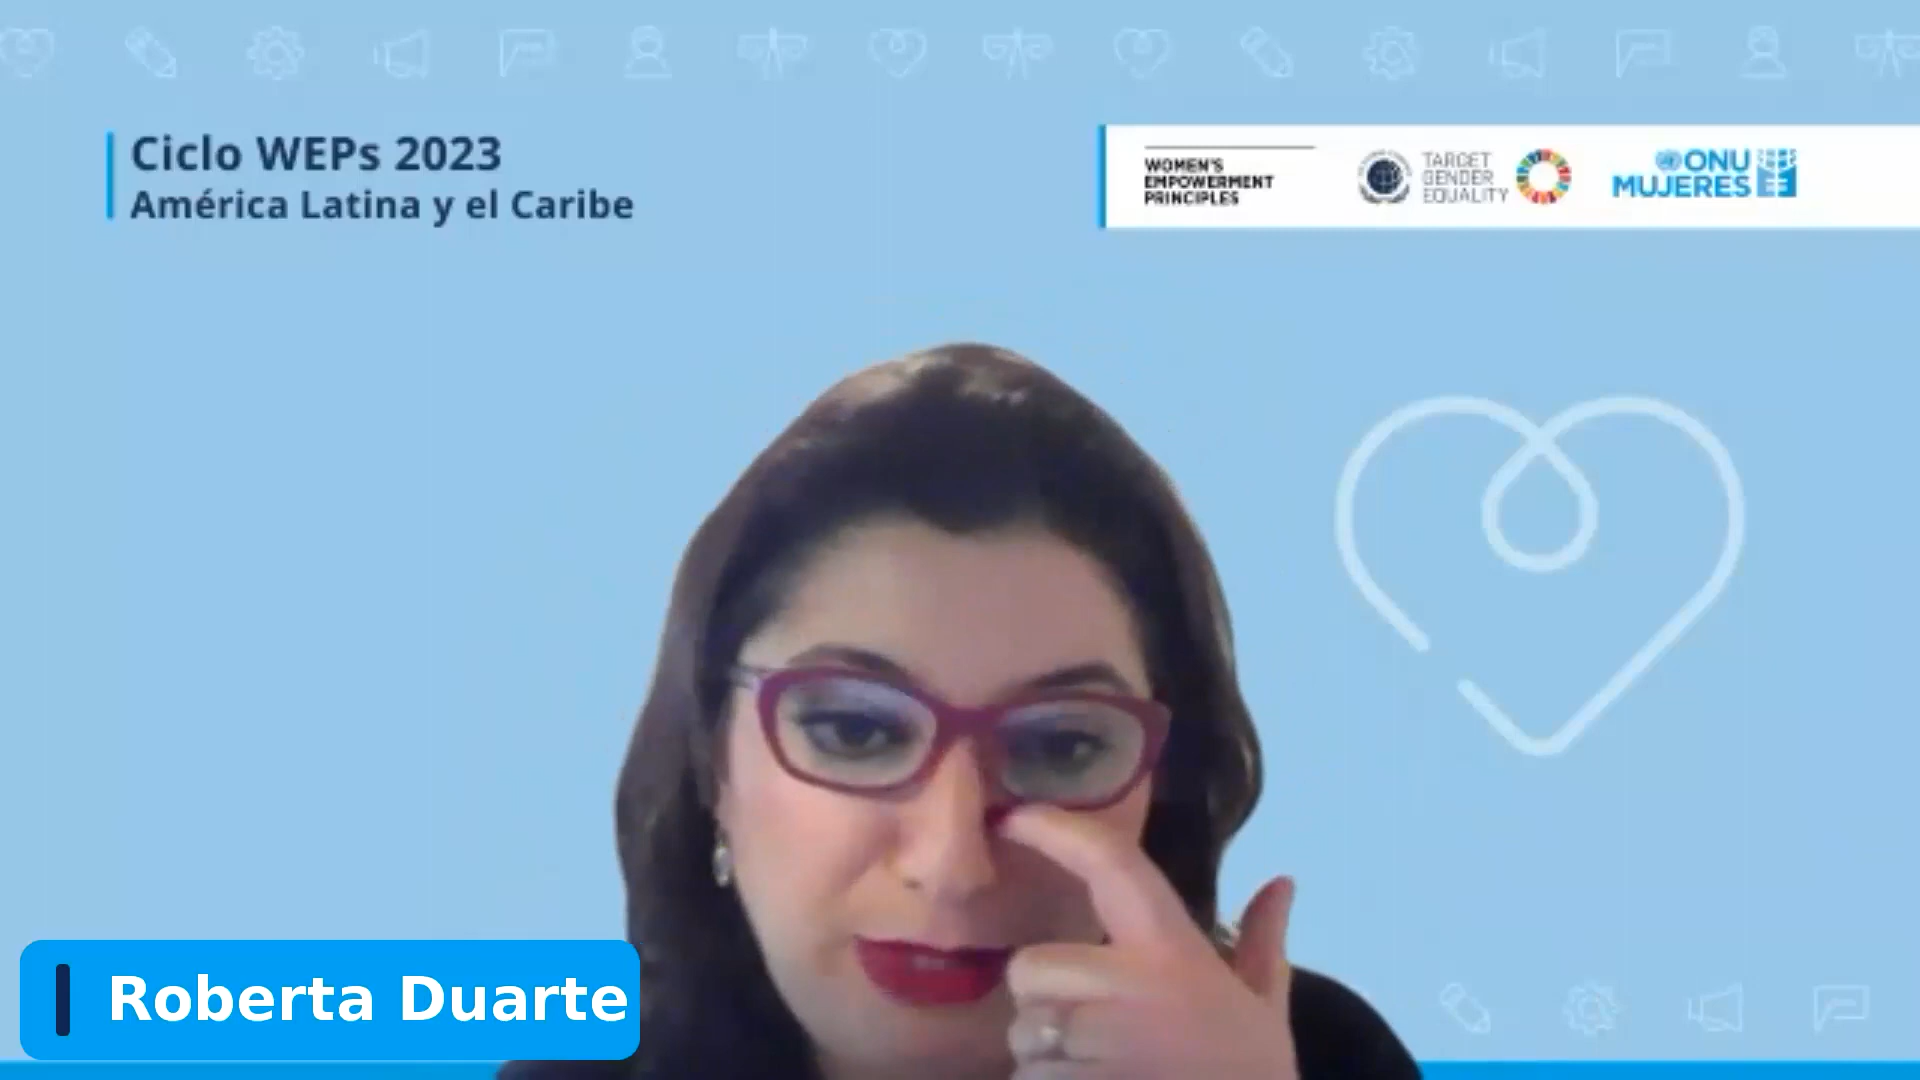 Ciclo WEPs 2023
América Latina y el Caribe
WOMEN'S
EMPOWERMENT
PRINCIPLES
TARGET
GENDER
EQUALITY
ONU
MUJERES
Roberta Duarte